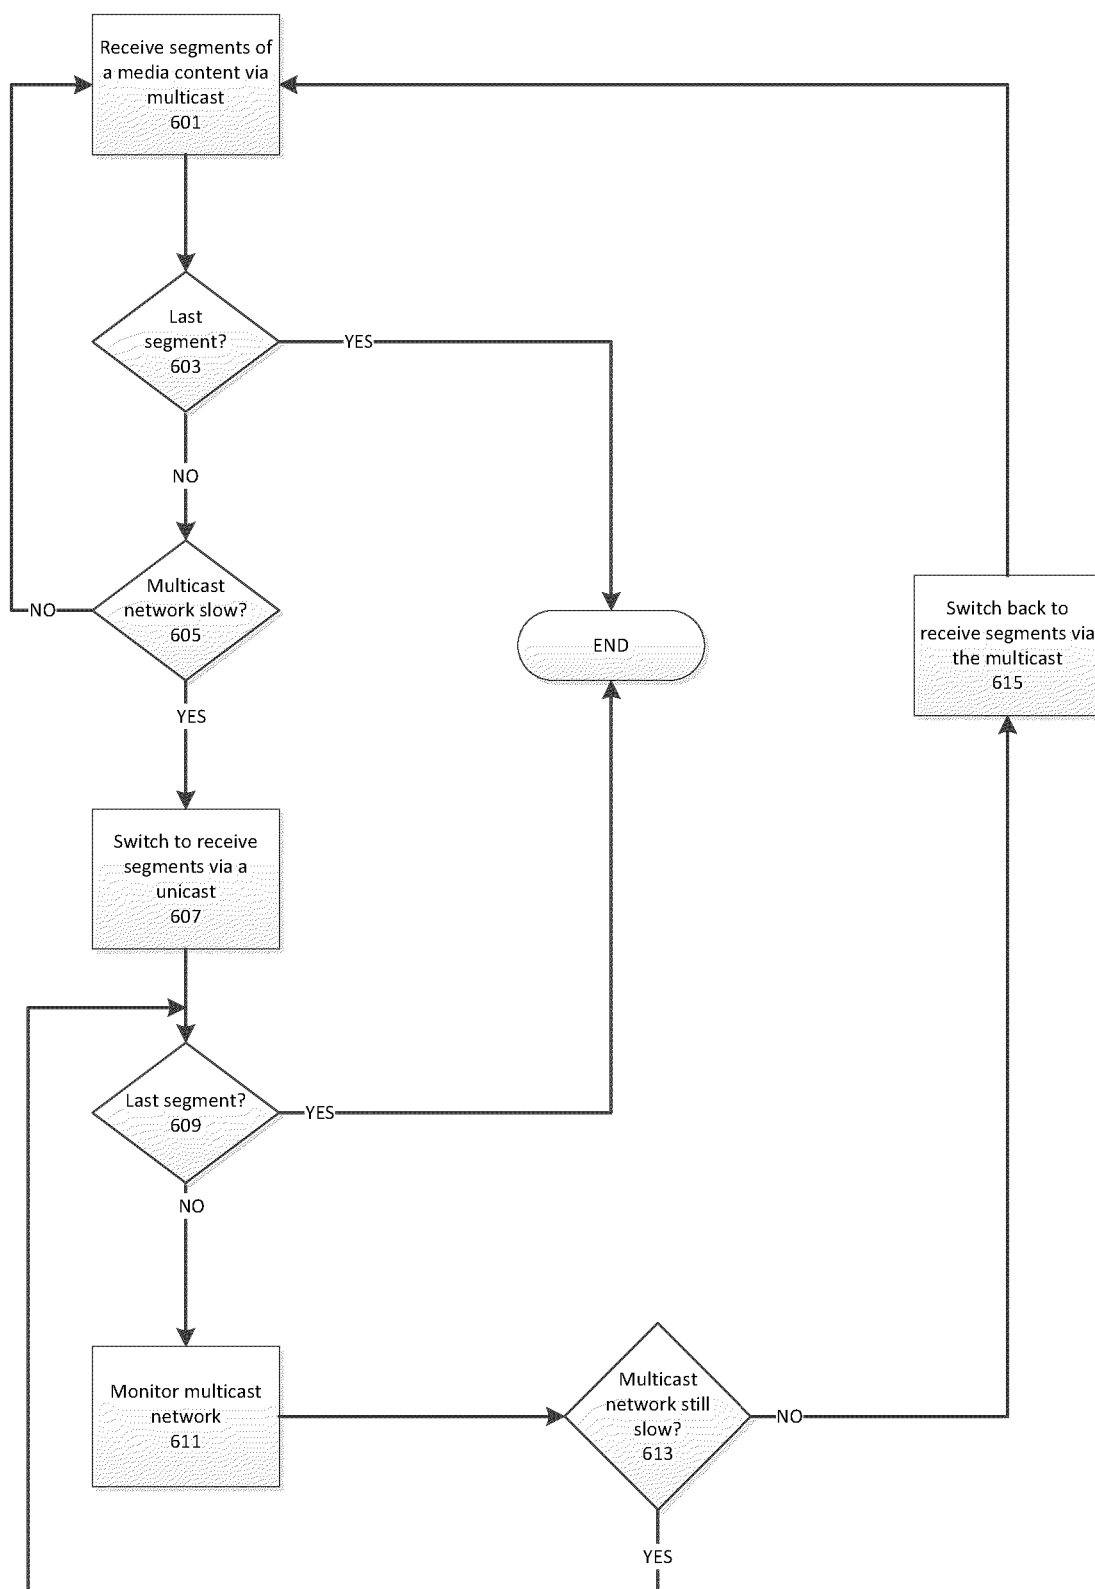 Receive segments of
a media content via
multicast
601
Last
segment?
603
YES
NO
Multicast
network slow?
605
NO
YES
END
Switch back to
receive segments via
the multicast
615
Switch to receive
segments via a
unicast
607
Last segment?
609
YES
NO
Monitor multicast
network
611
Multicast
network still
slow?
613
NO
YES